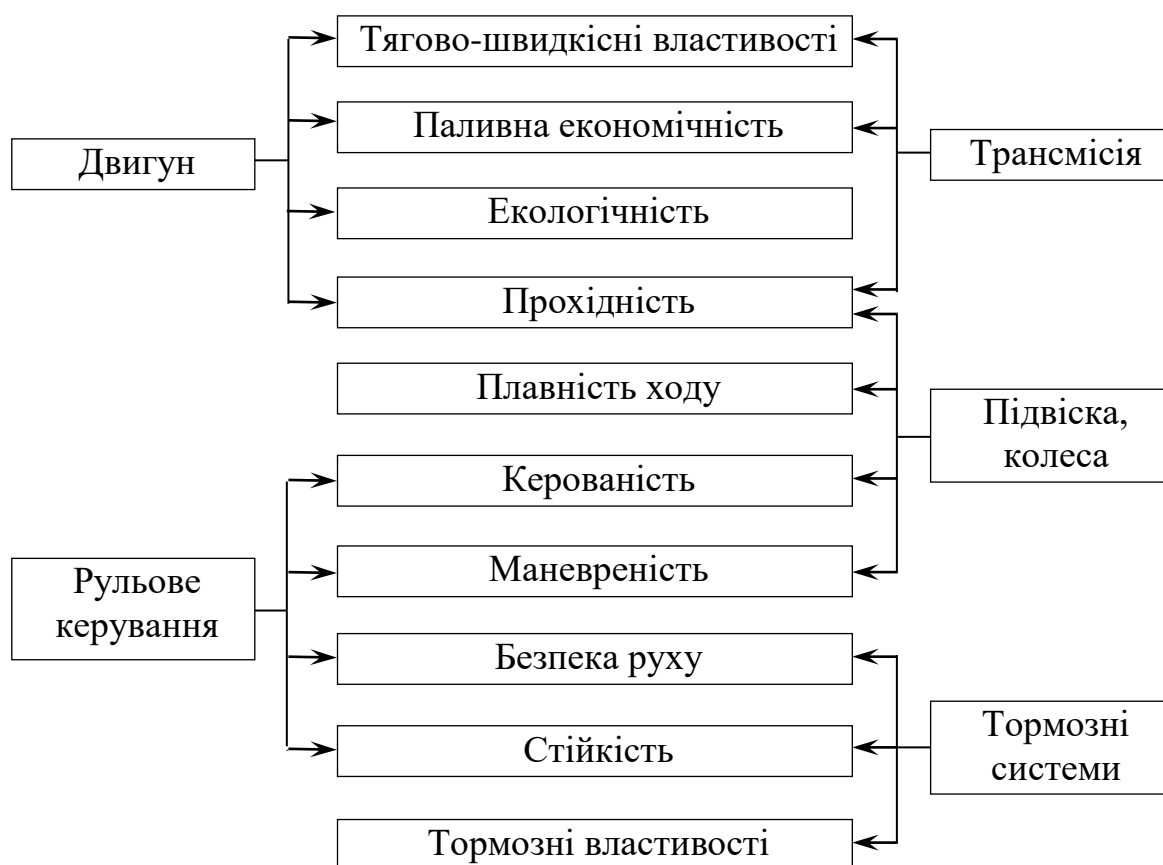 Тягово-швидкісні властивості
Паливна економічність
Двигун
Трансмісія
Екологічність
Прохідність
Плавність ходу
Підвіска,
колеса
Керованість
Маневреність
Рульове
керування
Безпека руху
Стійкість
Тормозні
системи
Тормозні властивості